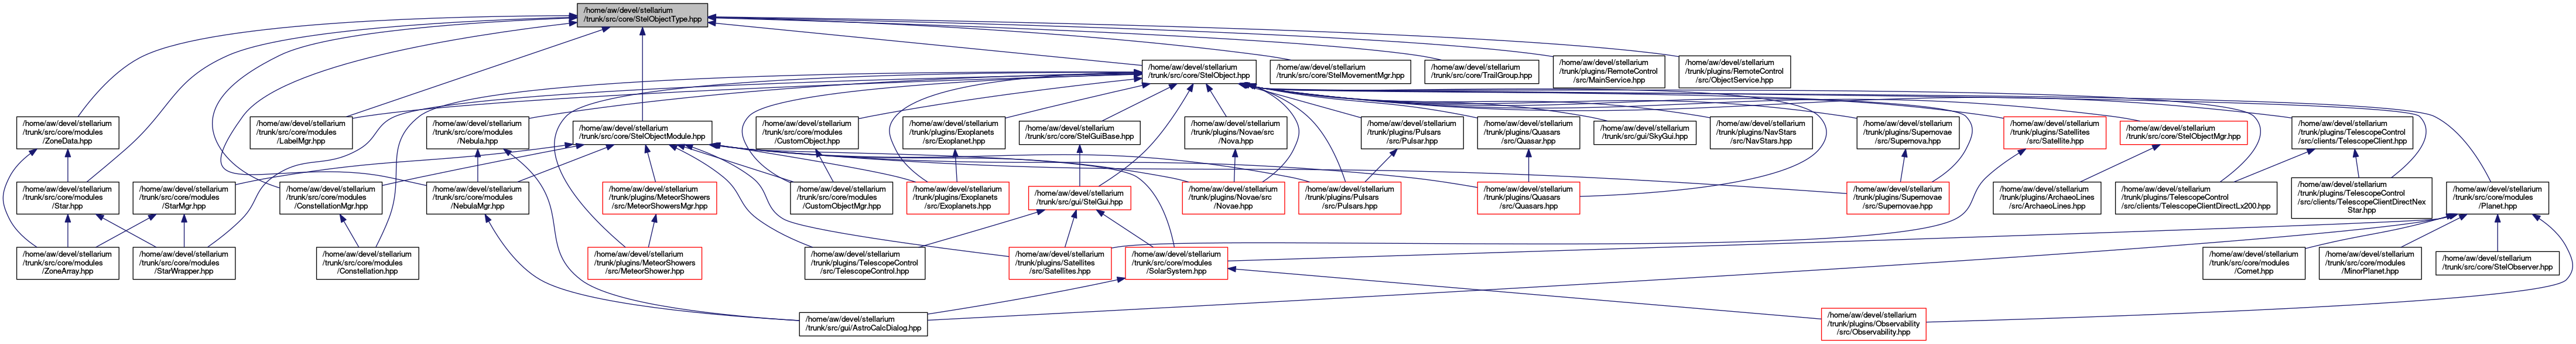 /home/aw/devel/stellarium
/trunk/src/core/StelObjectType.hpp
/home/aw/devel/stellarium
/trunk/src/core/StelObject.hpp
/home/aw/devel/stellarium
/trunk/src/core/StelMovementMgr.hpp
/home/aw/devel/stellarium
/trunk/src/core/TrailGroup.hpp
/home/aw/devel/stellarium
/trunk/plugins/RemoteControl
/src/MainService.hpp
/home/aw/devel/stellarium
/trunk/plugins/RemoteControl
/src/ObjectService.hpp
/home/aw/devel/stellarium
/trunk/src/core/modules
/ZoneData.hpp
/home/aw/devel/stellarium
/trunk/src/core/modules
/LabelMgr.hpp
/home/aw/devel/stellarium
/trunk/src/core/modules
/Nebula.hpp
/home/aw/devel/stellarium
/trunk/src/core/StelObjectModule.hpp
/home/aw/devel/stellarium
/trunk/src/core/modules
/CustomObject.hpp
/home/aw/devel/stellarium
/trunk/plugins/Exoplanets
/src/Exoplanet.hpp
/home/aw/devel/stellarium
/trunk/src/core/StelGuiBase.hpp
/home/aw/devel/stellarium
/trunk/plugins/Novae/src
/Nova.hpp
/home/aw/devel/stellarium
/trunk/plugins/Pulsars
/src/Pulsar.hpp
/home/aw/devel/stellarium
/trunk/plugins/Quasars
/src/Quasar.hpp
/home/aw/devel/stellarium
/trunk/src/gui/SkyGui.hpp
/home/aw/devel/stellarium
/trunk/plugins/NavStars
/src/NavStars.hpp
/home/aw/devel/stellarium
/trunk/plugins/Supernovae
/src/Supernova.hpp
/home/aw/devel/stellarium
/trunk/plugins/Satellites
/src/Satellite.hpp
/home/aw/devel/stellarium
/trunk/src/core/StelObjectMgr.hpp
/home/aw/devel/stellarium
/trunk/plugins/TelescopeControl
/src/clients/TelescopeClient.hpp
/home/aw/devel/stellarium
/trunk/src/core/modules
/Star.hpp
/home/aw/devel/stellarium
/trunk/src/core/modules
/StarMgr.hpp
/home/aw/devel/stellarium
/trunk/src/core/modules
/ConstellationMgr.hpp
/home/aw/devel/stellarium
/trunk/src/core/modules
/NebulaMgr.hpp
/home/aw/devel/stellarium
/trunk/plugins/MeteorShowers
/src/MeteorShowersMgr.hpp
/home/aw/devel/stellarium
/trunk/src/core/modules
/CustomObjectMgr.hpp
/home/aw/devel/stellarium
/trunk/plugins/Exoplanets
/src/Exoplanets.hpp
/home/aw/devel/stellarium
/trunk/src/gui/StelGui.hpp
/home/aw/devel/stellarium
/trunk/plugins/Novae/src
/Novae.hpp
/home/aw/devel/stellarium
/trunk/plugins/Pulsars
/src/Pulsars.hpp
/home/aw/devel/stellarium
/trunk/plugins/Quasars
/src/Quasars.hpp
/home/aw/devel/stellarium
/trunk/plugins/Supernovae
/src/Supernovae.hpp
/home/aw/devel/stellarium
/trunk/plugins/ArchaeoLines
/src/ArchaeoLines.hpp
/home/aw/devel/stellarium
/trunk/plugins/TelescopeControl
/src/clients/TelescopeClientDirectLx200.hpp
/home/aw/devel/stellarium
/trunk/plugins/TelescopeControl
/src/clients/TelescopeClientDirectNex
Star.hpp
/home/aw/devel/stellarium
/trunk/src/core/modules
/Planet.hpp
/home/aw/devel/stellarium
/trunk/src/core/modules
/ZoneArray.hpp
/home/aw/devel/stellarium
/trunk/src/core/modules
/StarWrapper.hpp
/home/aw/devel/stellarium
/trunk/src/core/modules
/Constellation.hpp
/home/aw/devel/stellarium
/trunk/plugins/MeteorShowers
/src/MeteorShower.hpp
/home/aw/devel/stellarium
/trunk/plugins/TelescopeControl
/src/TelescopeControl.hpp
/home/aw/devel/stellarium
/trunk/plugins/Satellites
/src/Satellites.hpp
/home/aw/devel/stellarium
/trunk/src/core/modules
/SolarSystem.hpp
/home/aw/devel/stellarium
/trunk/src/core/modules
/Comet.hpp
/home/aw/devel/stellarium
/trunk/src/core/modules
/MinorPlanet.hpp
/home/aw/devel/stellarium
/trunk/src/core/StelObserver.hpp
/home/aw/devel/stellarium
/trunk/src/gui/AstroCalcDialog.hpp
/home/aw/devel/stellarium
/trunk/plugins/Observability
/src/Observability.hpp